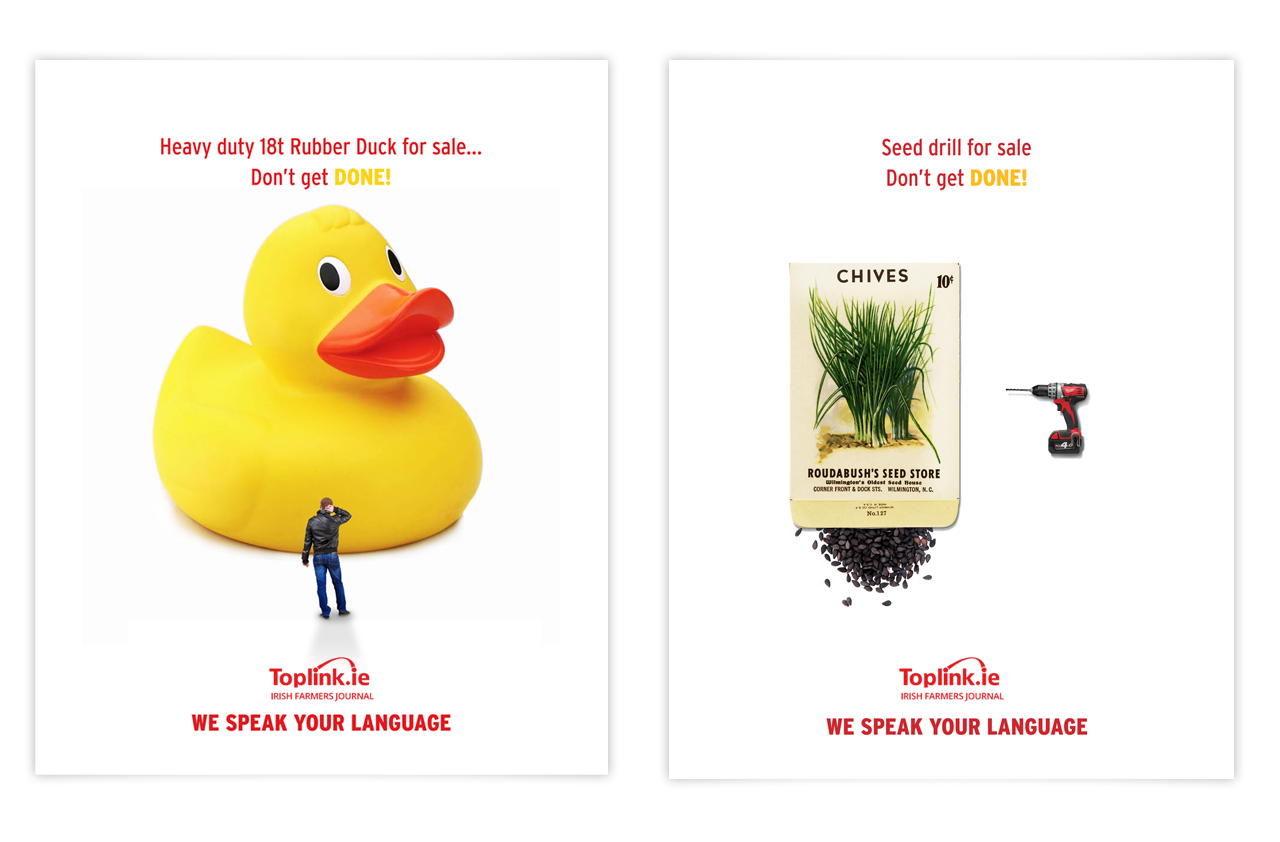 Heavy duty 18t Rubber Duck for sale...
Don't get DONE!
Toplink.ie
IRISH FARMERS JOURNAL
WE SPEAK YOUR LANGUAGE
Seed drill for sale
Don't get DONE!
CHIVES
10¢
ROUDABUSH'S SEED STORE
Wilmington's Oldest Seed House
CORNER FRONT & DOCK STS. WILMINGTON, N. C.
No.127
Toplink.ie
IRISH FARMERS JOURNAL
WE SPEAK YOUR LANGUAGE